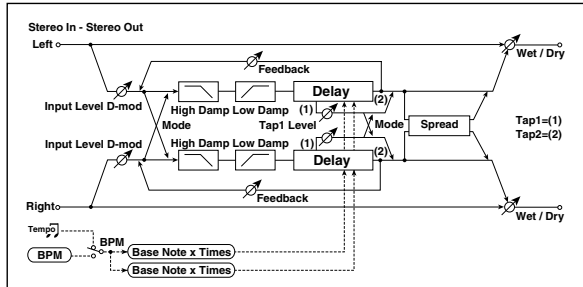 Stereo In - Stereo Out
Left
Wet / Dry
Feedback
Input Level D-mod
High Damp Low Damp
Delay
(1)
(2)
Mode
Tap1 Level
Mode
Spread
Tap1=(1)
Tap2=(2)
Input Level D-mod
High Damp Low Damp
(1)
Delay
(2)
Feedback
Right
Wet / Dry
Tempo
BPM
BPM
Base Note x Times
Base Note x Times